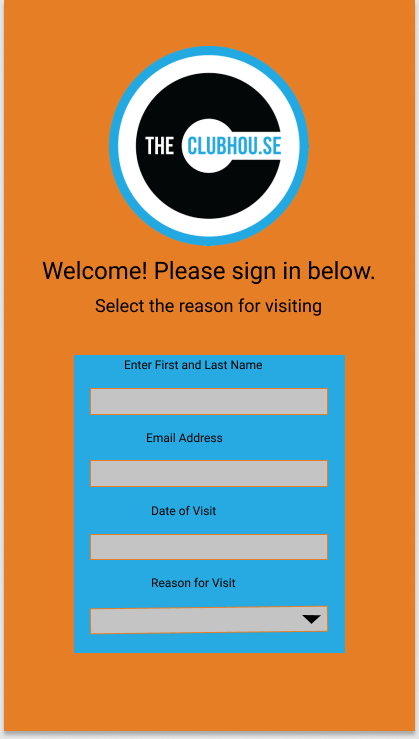 THE CLUBHOU.SE
Welcome! Please sign in below.
Select the reason for visiting
Enter First and Last Name
Email Address
Date of Visit
Reason for Visit